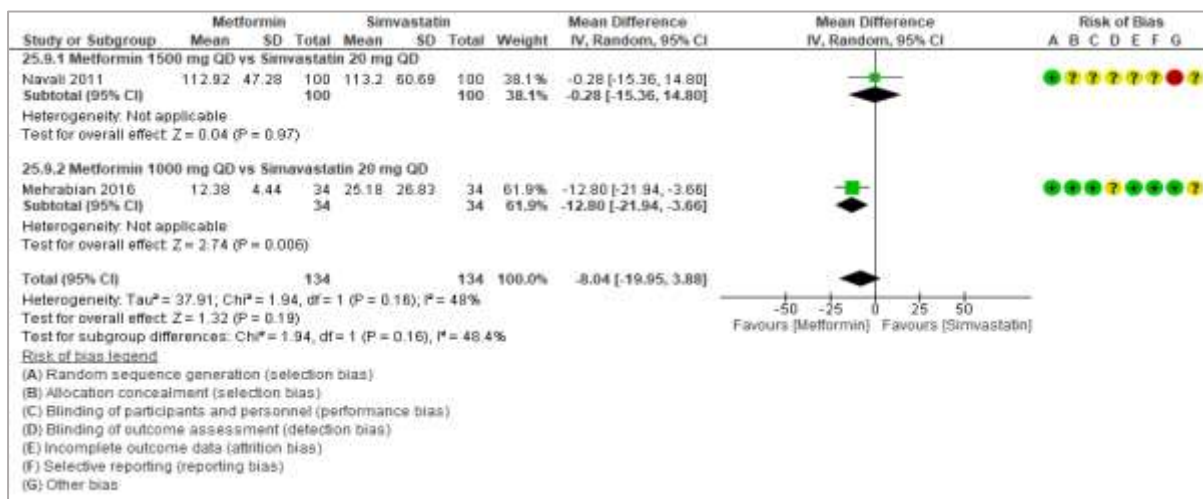 Metformin Simvastatin Mean Difference Mean Difference Risk of Bias
Study or Subgroup Mean SD Total Mean SD Total Weight IV, Random, 95% CI IV, Random, 95% CI A B C D E F G
25.9.1 Metformin 1500 mg QD vs Simvastatin 20 mg QD
Navali 2011 112.92 47.28 100 113.2 60.69 100 38.1% -0.28 [-15.36, 14.80] + ? ? ? ? ? ?
Subtotal (95% CI) 100 100 38.1% -0.28 [-15.36, 14.80]
Heterogeneity: Not applicable
Test for overall effect: Z = 0.04 (P = 0.97)
25.9.2 Metformin 1000 mg QD vs Simavastatin 20 mg QD
Mehrabian 2016 12.38 4.44 34 25.18 26.83 34 61.9% -12.80 [-21.94, -3.66] + + + ? + + + ?
Subtotal (95% CI) 34 34 61.9% -12.80 [-21.94, -3.66]
Heterogeneity: Not applicable
Test for overall effect: Z = 2.74 (P = 0.006)
Total (95% CI) 134 134 100.0% -8.04 [-19.95, 3.88]
Heterogeneity: Tau² = 37.91; Chi² = 1.94, df = 1 (P = 0.16); I² = 48%
Test for overall effect: Z = 1.32 (P = 0.19)
Test for subgroup differences: Chi² = 1.94, df = 1 (P = 0.16), I² = 48.4%
-50 -25 0 25 50
Favours [Metformin] Favours [Simvastatin]
Risk of bias legend
(A) Random sequence generation (selection bias)
(B) Allocation concealment (selection bias)
(C) Blinding of participants and personnel (performance bias)
(D) Blinding of outcome assessment (detection bias)
(E) Incomplete outcome data (attrition bias)
(F) Selective reporting (reporting bias)
(G) Other bias